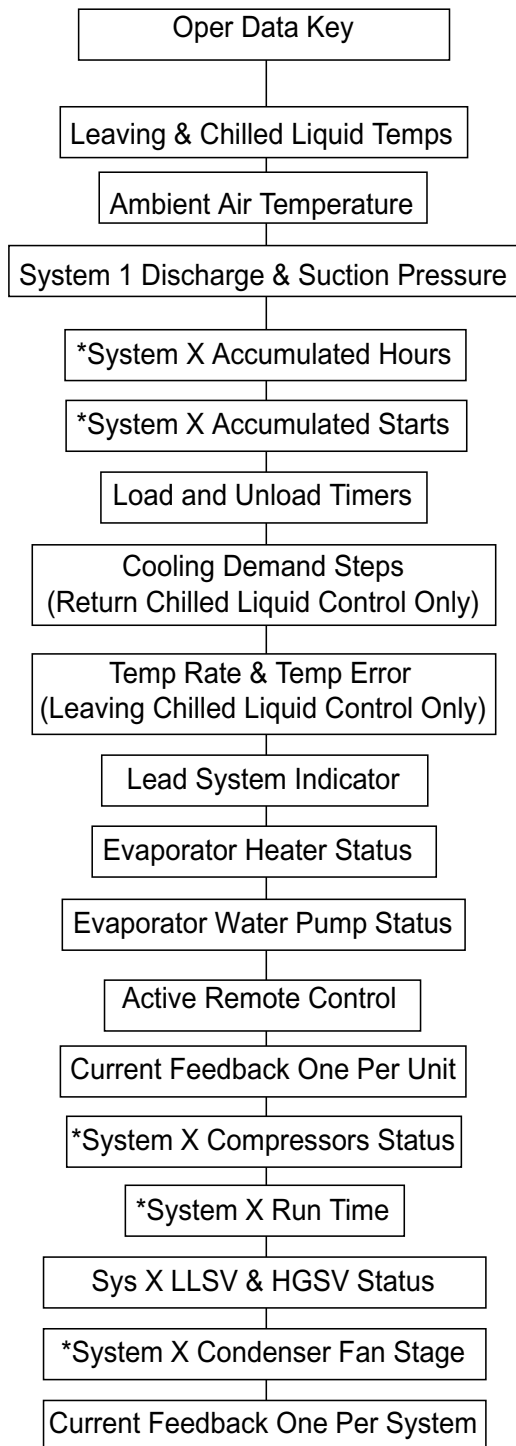 Oper Data Key
Leaving & Chilled Liquid Temps
Ambient Air Temperature
System 1 Discharge & Suction Pressure
*System X Accumulated Hours
*System X Accumulated Starts
Load and Unload Timers
Cooling Demand Steps
(Return Chilled Liquid Control Only)
Temp Rate & Temp Error
(Leaving Chilled Liquid Control Only)
Lead System Indicator
Evaporator Heater Status
Evaporator Water Pump Status
Active Remote Control
Current Feedback One Per Unit
*System X Compressors Status
*System X Run Time
Sys X LLSV & HGSV Status
*System X Condenser Fan Stage
Current Feedback One Per System